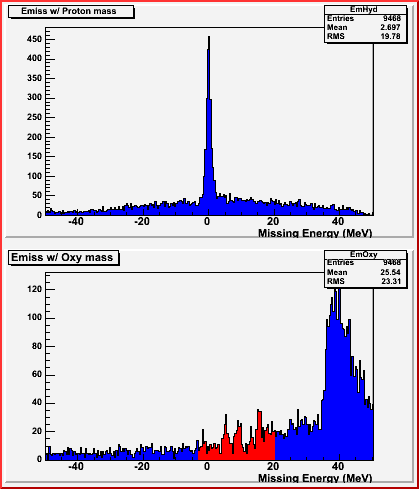 Emiss w/ Proton mass
EmHyd
Entries 9468
Mean 2.697
RMS 19.78
450
400
350
300
250
200
150
100
50
0
-40 -20 0 20 40
Missing Energy (MeV)
Emiss w/ Oxy mass
EmOxy
Entries 9468
Mean 25.54
RMS 23.31
120
100
80
60
40
20
0
-40 -20 0 20 40
Missing Energy (MeV)